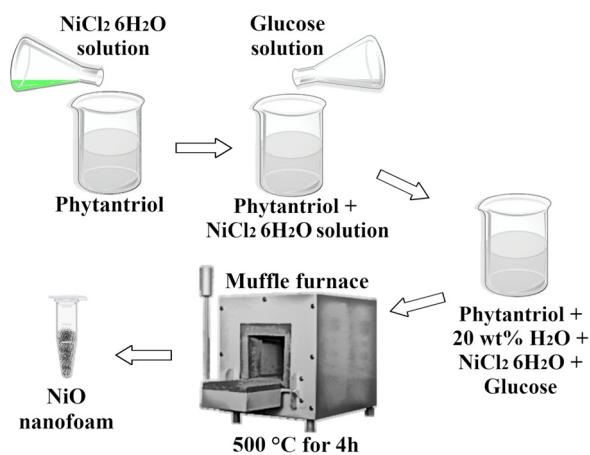 NiCl2 6H2O
solution
Glucose
solution
Phytantriol
Phytantriol +
NiCl2 6H2O solution
Phytantriol +
20 wt% H2O +
NiCl2 6H2O +
Glucose
Muffle furnace
500 °C for 4h
NiO
nanofoam